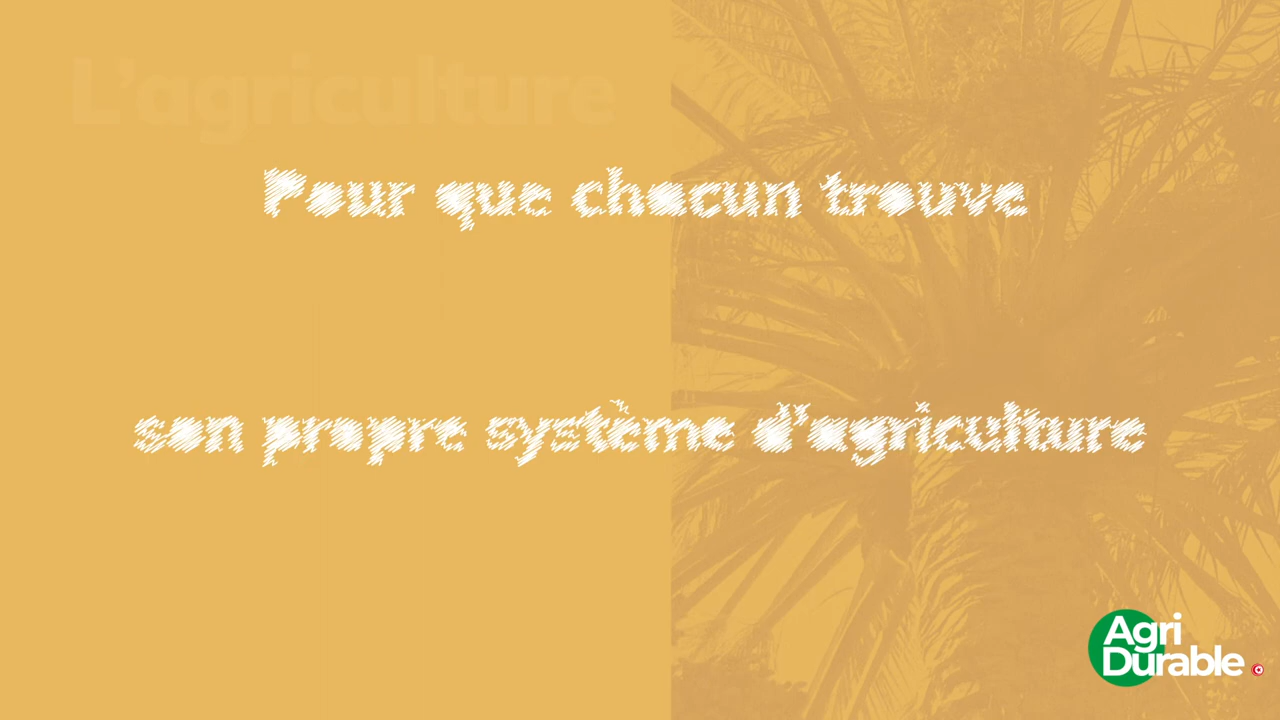 L'agriculture
Pour que chacun trouve
son propre système d'agriculture
Agri
Durable